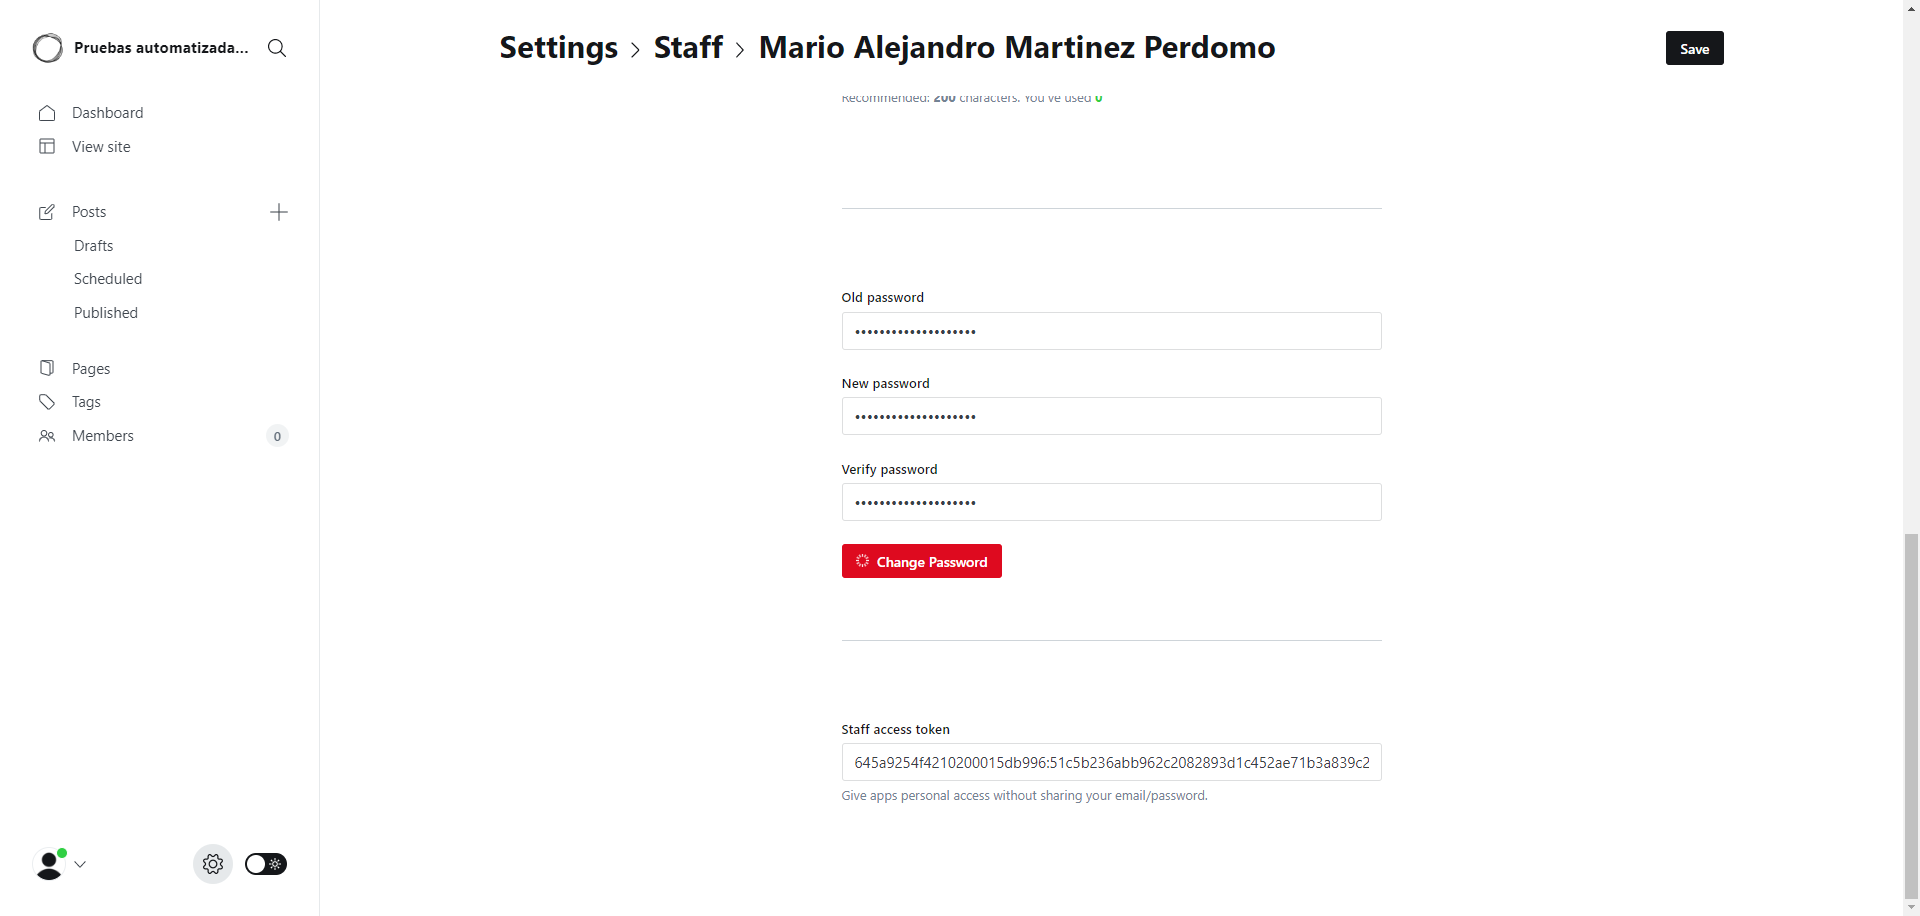 Pruebas automatizada...
Dashboard
View site
Posts
Drafts
Scheduled
Published
Pages
Tags
Members
0
Settings > Staff > Mario Alejandro Martinez Perdomo
Save
Recommended: 200 characters. You've used 0
Old password
••••••••••••••••••••
New password
••••••••••••••••••••
Verify password
••••••••••••••••••••
Change Password
Staff access token
645a9254f4210200015db996:51c5b236abb962c2082893d1c452ae71b3a839c2
Give apps personal access without sharing your email/password.